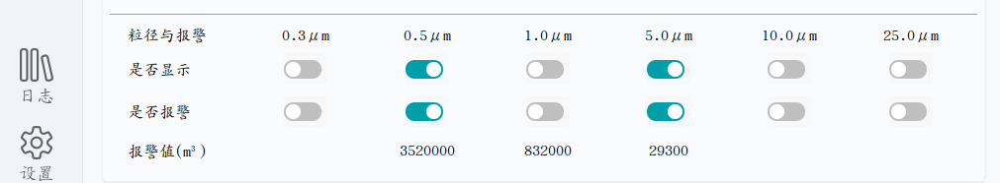 粒径与报警 0.3μm 0.5μm 1.0μm 5.0μm 10.0μm 25.0μm
是否显示
日志
是否报警
报警值(m³) 3520000 832000 29300
设置